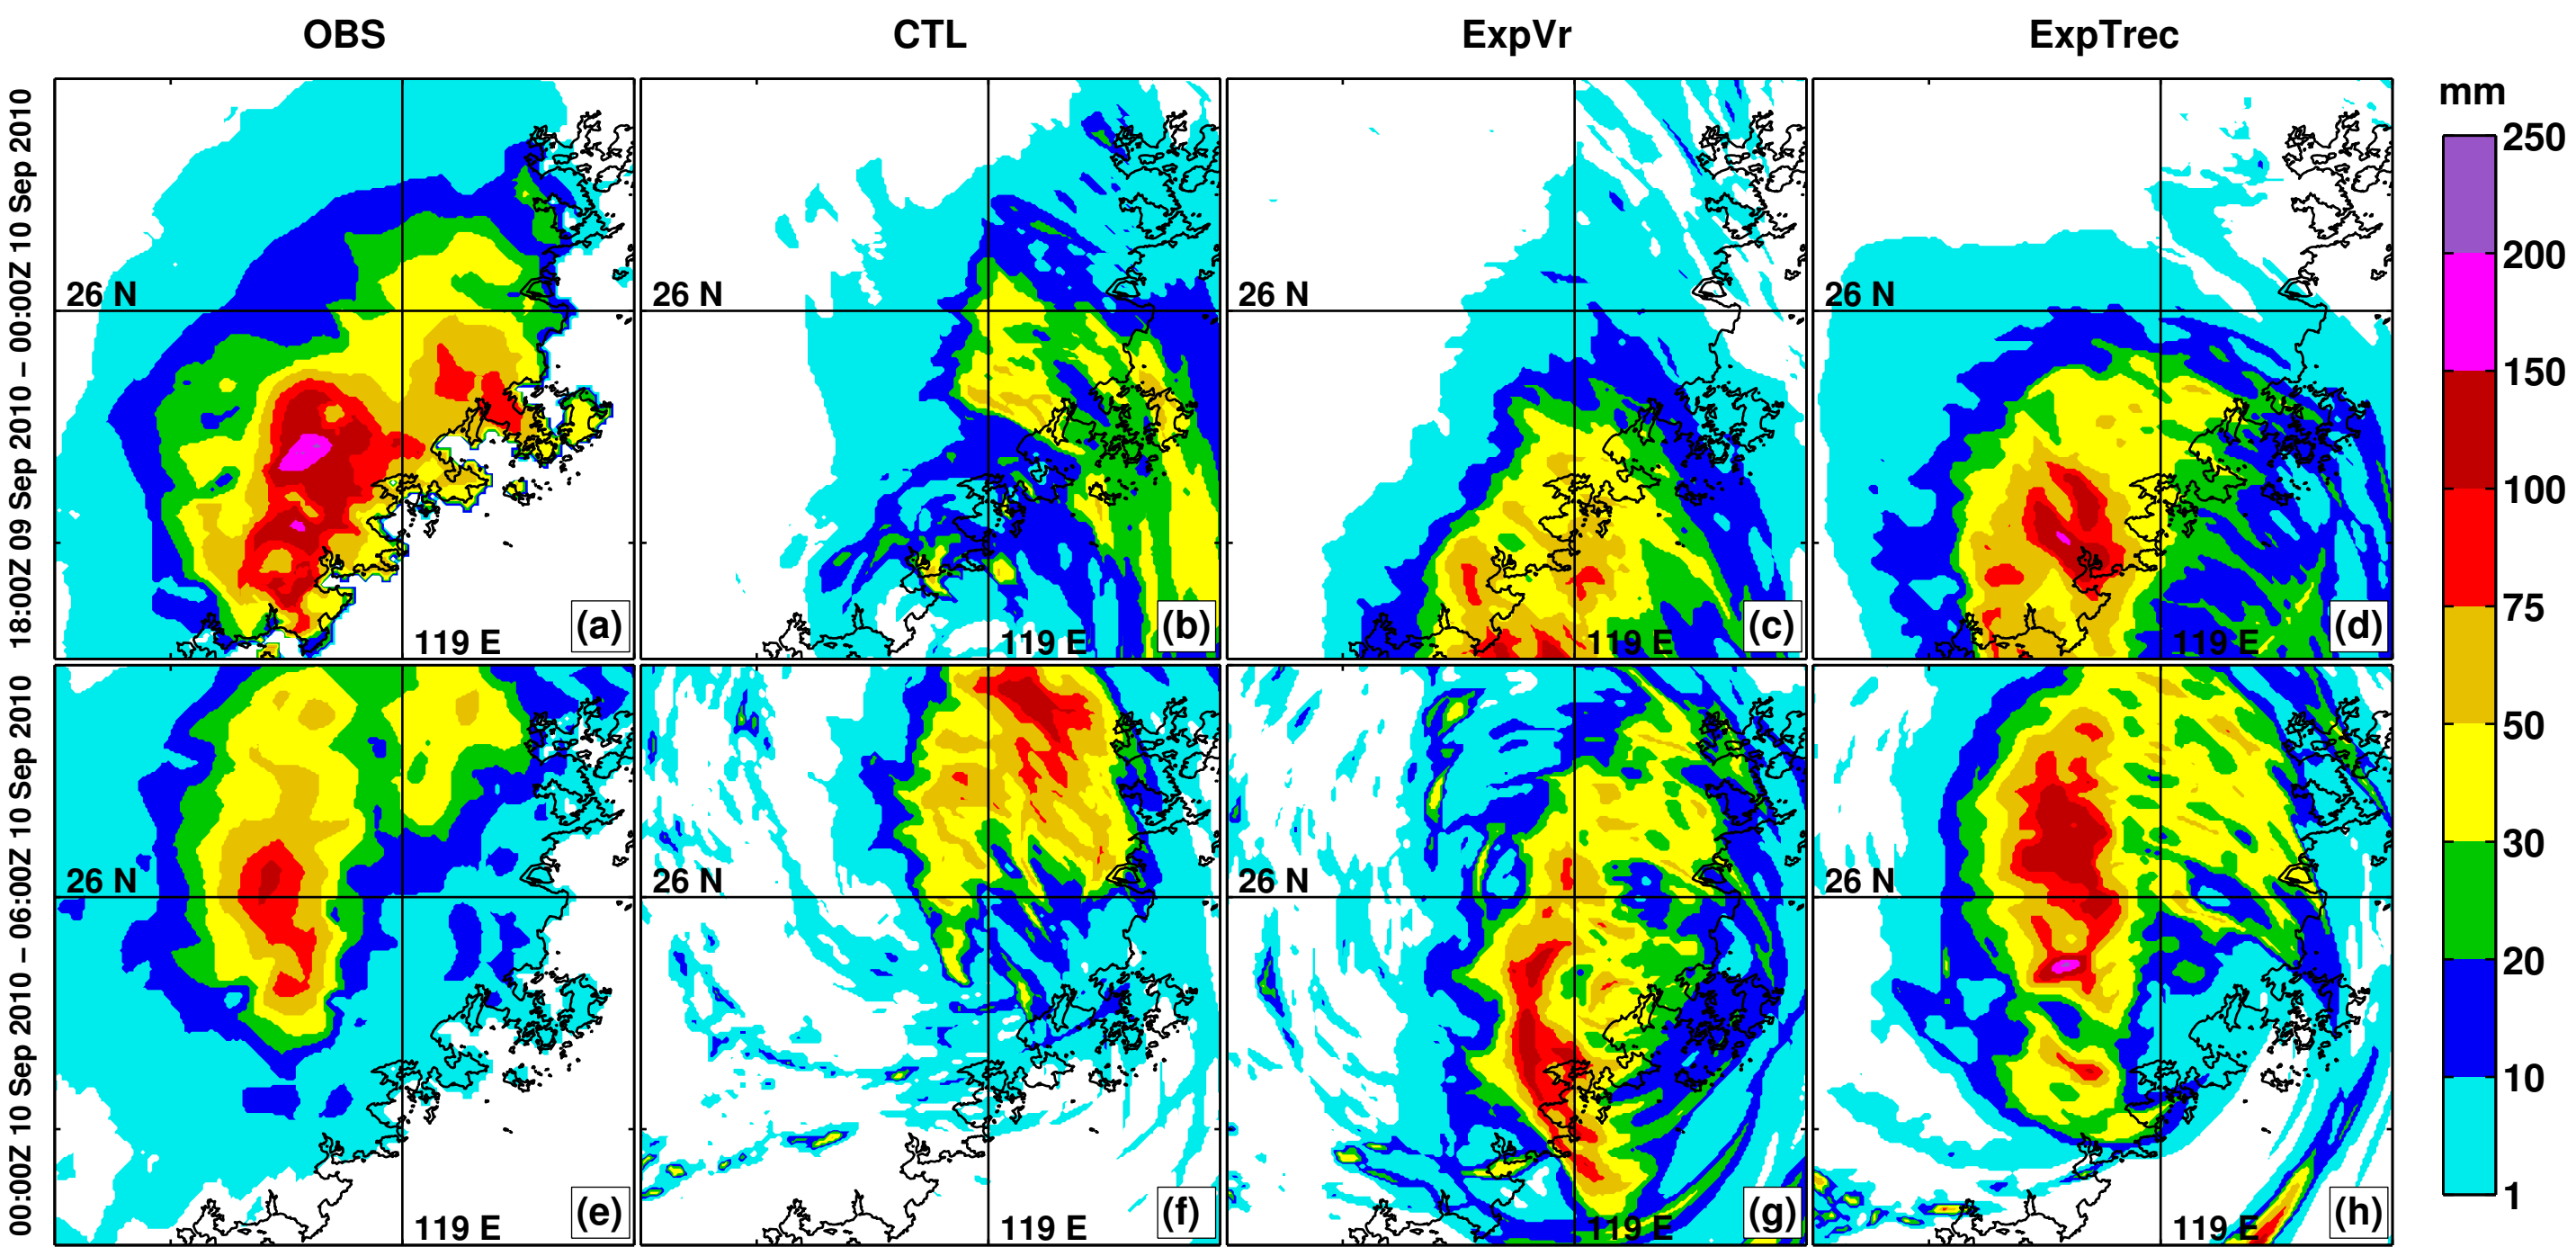 OBS
CTL
ExpVr
ExpTrec
18:00Z 09 Sep 2010 – 00:00Z 10 Sep 2010
26 N
119 E
(a)
26 N
119 E
(b)
26 N
119 E
(c)
26 N
119 E
(d)
00:00Z 10 Sep 2010 – 06:00Z 10 Sep 2010
26 N
119 E
(e)
26 N
119 E
(f)
26 N
119 E
(g)
26 N
119 E
(h)
mm
250
200
150
100
75
50
30
20
10
1